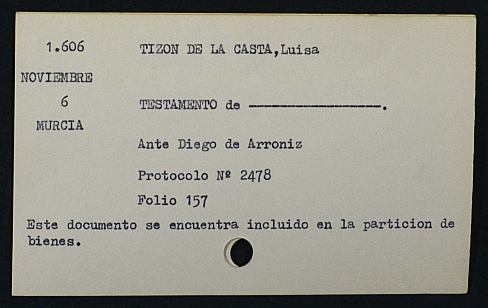 1.606
TIZON DE LA CASTA,Luisa
NOVIEMBRE
6
TESTAMENTO de ——————————.
MURCIA
Ante Diego de Arroniz
Protocolo Nº 2478
Folio 157
Este documento se encuentra incluido en la particion de
bienes.